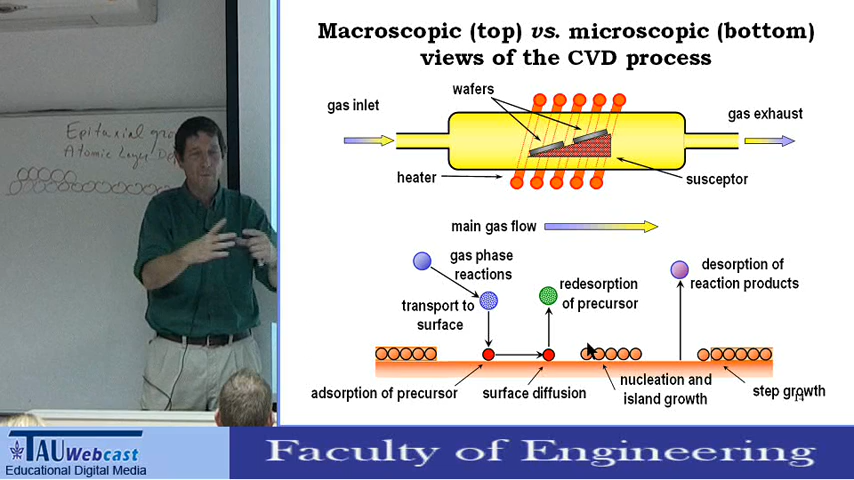 Macroscopic (top) vs. microscopic (bottom)
views of the CVD process
gas inlet
wafers
gas exhaust
heater
susceptor
main gas flow
gas phase
reactions
transport to
surface
redesorption
of precursor
desorption of
reaction products
adsorption of precursor
surface diffusion
nucleation and
island growth
step growth
Epitaxial
Atomic Layer
TAU Webcast
Educational Digital Media
Faculty of Engineering